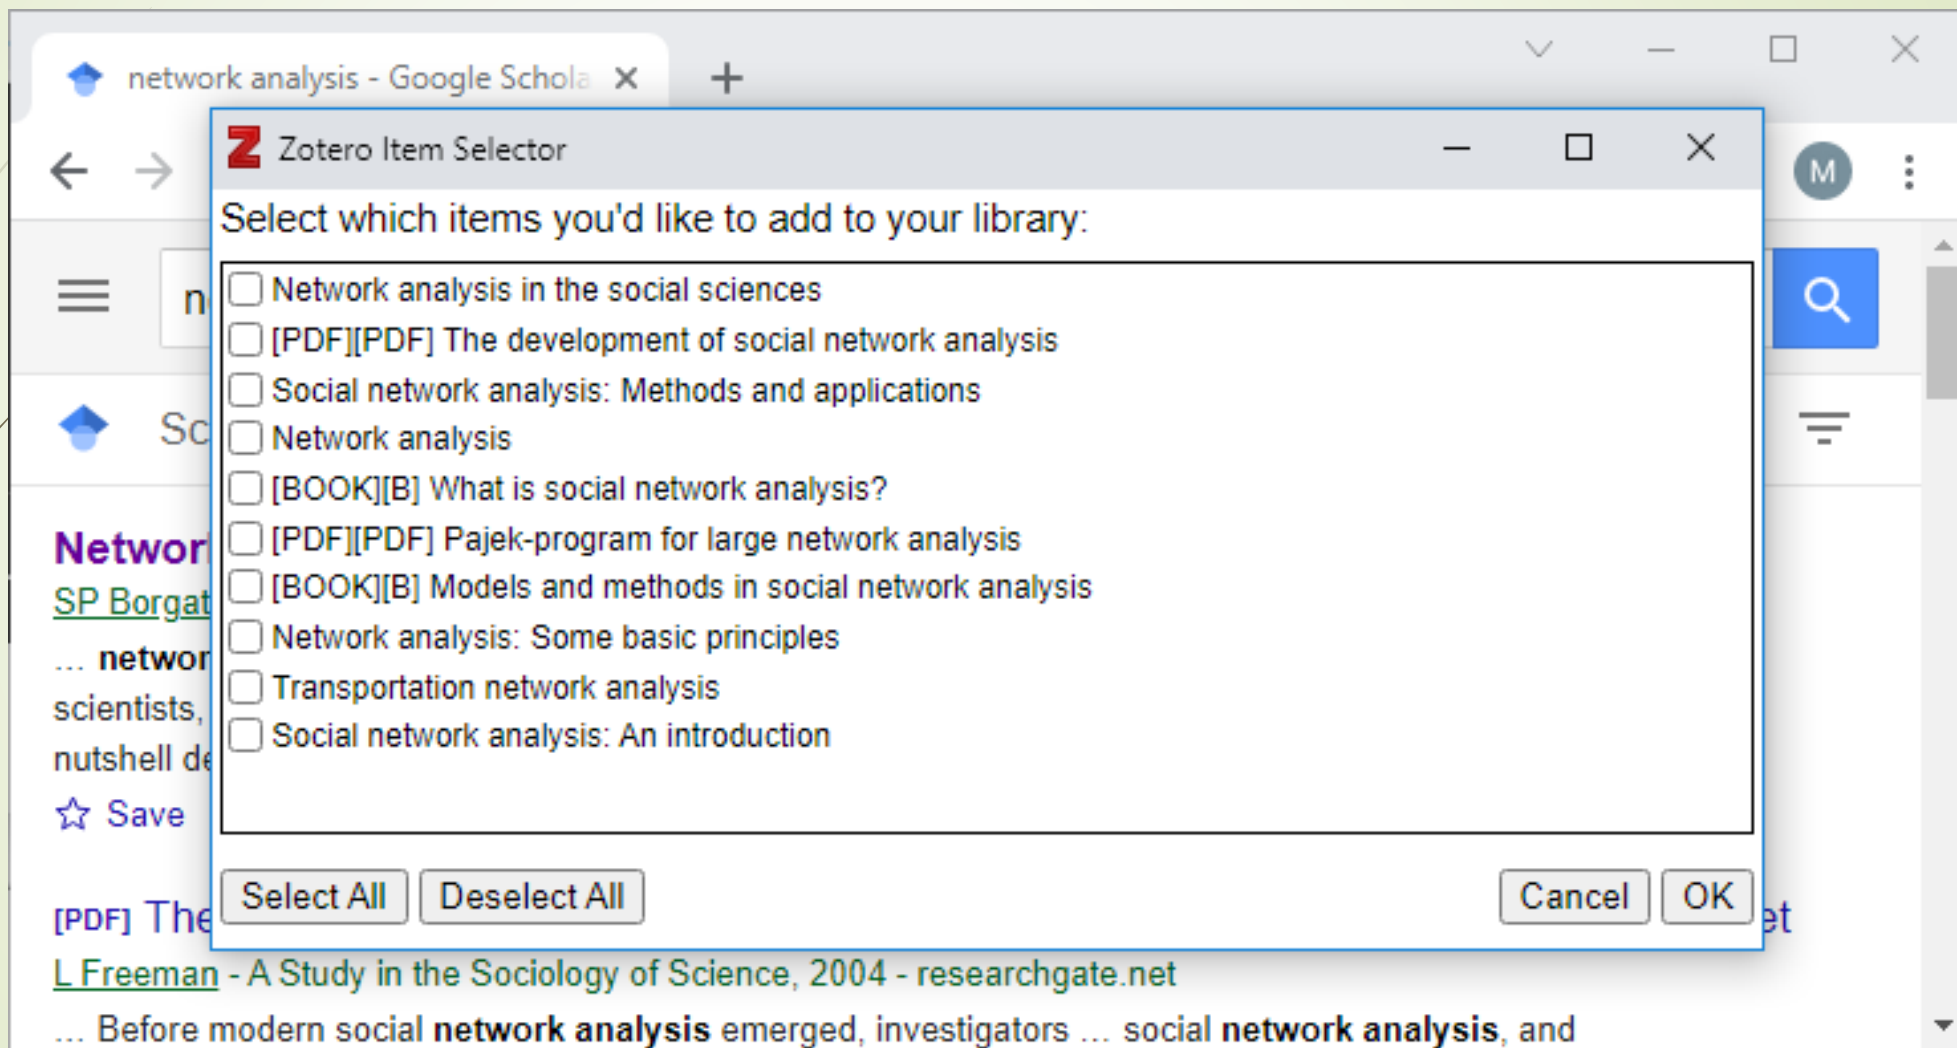 network analysis - Google Schola
Zotero Item Selector
M
Select which items you'd like to add to your library:
Network analysis in the social sciences
[PDF][PDF] The development of social network analysis
Social network analysis: Methods and applications
Network analysis
[BOOK][B] What is social network analysis?
[PDF][PDF] Pajek-program for large network analysis
[BOOK][B] Models and methods in social network analysis
Network analysis: Some basic principles
Transportation network analysis
Social network analysis: An introduction
Select All Deselect All Cancel OK
n
Sc
Networ
SP Borgat
... networ
scientists,
nutshell de
Save
[PDF] The et
L Freeman - A Study in the Sociology of Science, 2004 - researchgate.net
... Before modern social network analysis emerged, investigators ... social network analysis, and